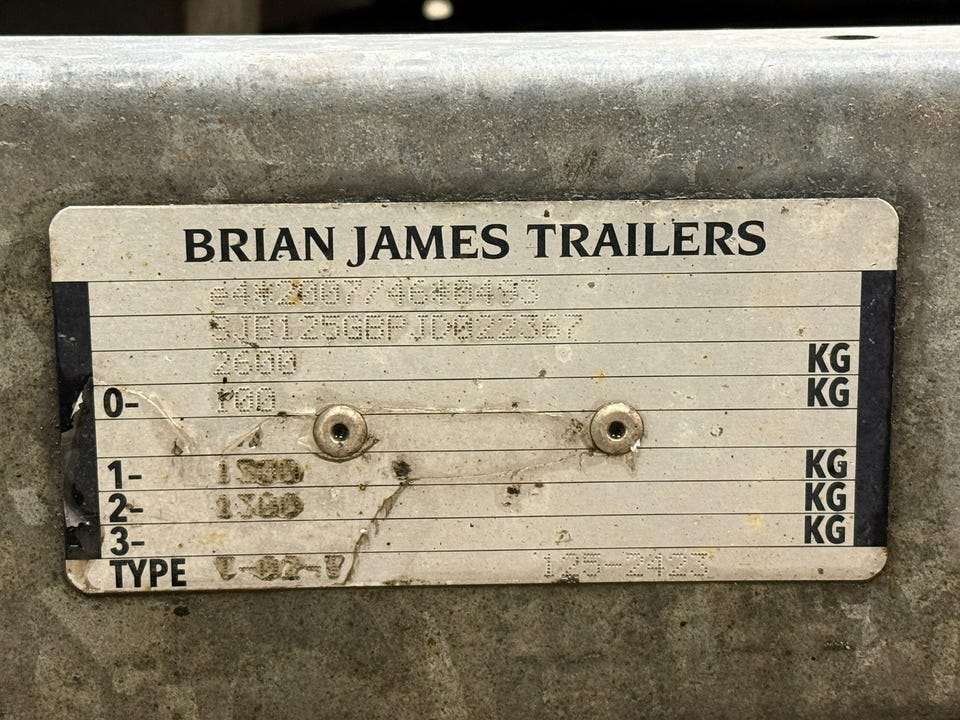 BRIAN JAMES TRAILERS
e4*2007/46*0493
SJB125GBPJD022367
2600 KG
0- 100 KG
1- 1300 KG
2- 1300 KG
3- KG
TYPE 125-2423